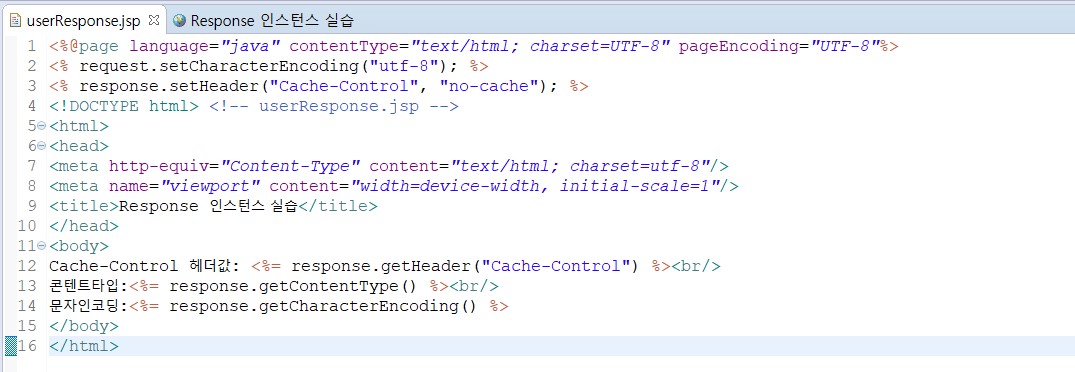 userResponse.jsp Response 인스턴스 실습
1 <%@page language="java" contentType="text/html; charset=UTF-8" pageEncoding="UTF-8"%>
2 <% request.setCharacterEncoding("utf-8"); %>
3 <% response.setHeader("Cache-Control", "no-cache"); %>
4 <!DOCTYPE html> <!-- userResponse.jsp -->
5 <html>
6 <head>
7 <meta http-equiv="Content-Type" content="text/html; charset=utf-8"/>
8 <meta name="viewport" content="width=device-width, initial-scale=1"/>
9 <title>Response 인스턴스 실습</title>
10 </head>
11 <body>
12 Cache-Control 헤더값: <%= response.getHeader("Cache-Control") %><br/>
13 콘텐트타입:<%= response.getContentType() %><br/>
14 문자인코딩:<%= response.getCharacterEncoding() %>
15 </body>
16 </html>